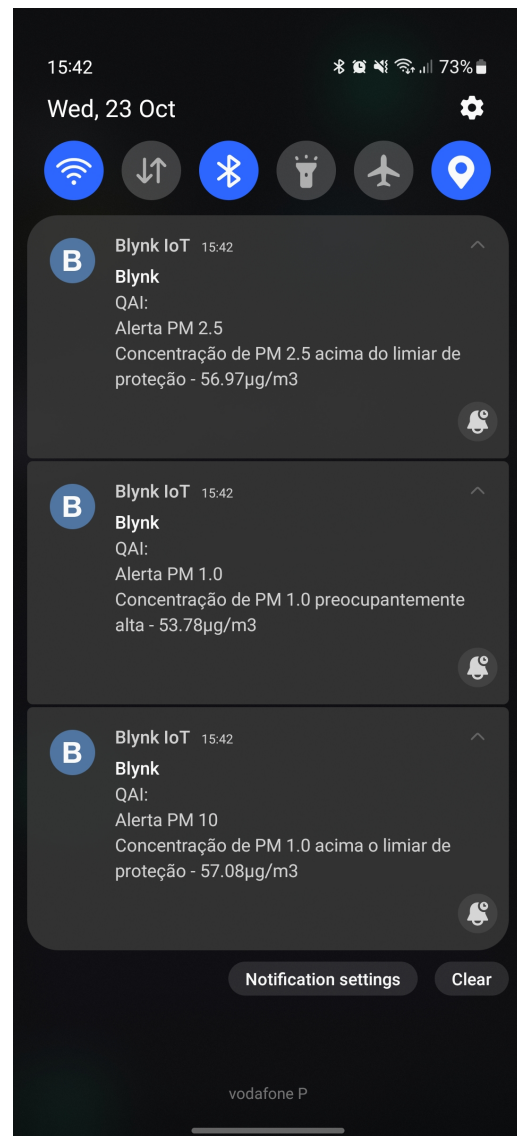 15:42
73%
Wed, 23 Oct
B
Blynk IoT 15:42
Blynk
QAI:
Alerta PM 2.5
Concentração de PM 2.5 acima do limiar de
proteção - 56.97µg/m3
B
Blynk IoT 15:42
Blynk
QAI:
Alerta PM 1.0
Concentração de PM 1.0 preocupantemente
alta - 53.78µg/m3
B
Blynk IoT 15:42
Blynk
QAI:
Alerta PM 10
Concentração de PM 1.0 acima o limiar de
proteção - 57.08µg/m3
Notification settings
Clear
vodafone P